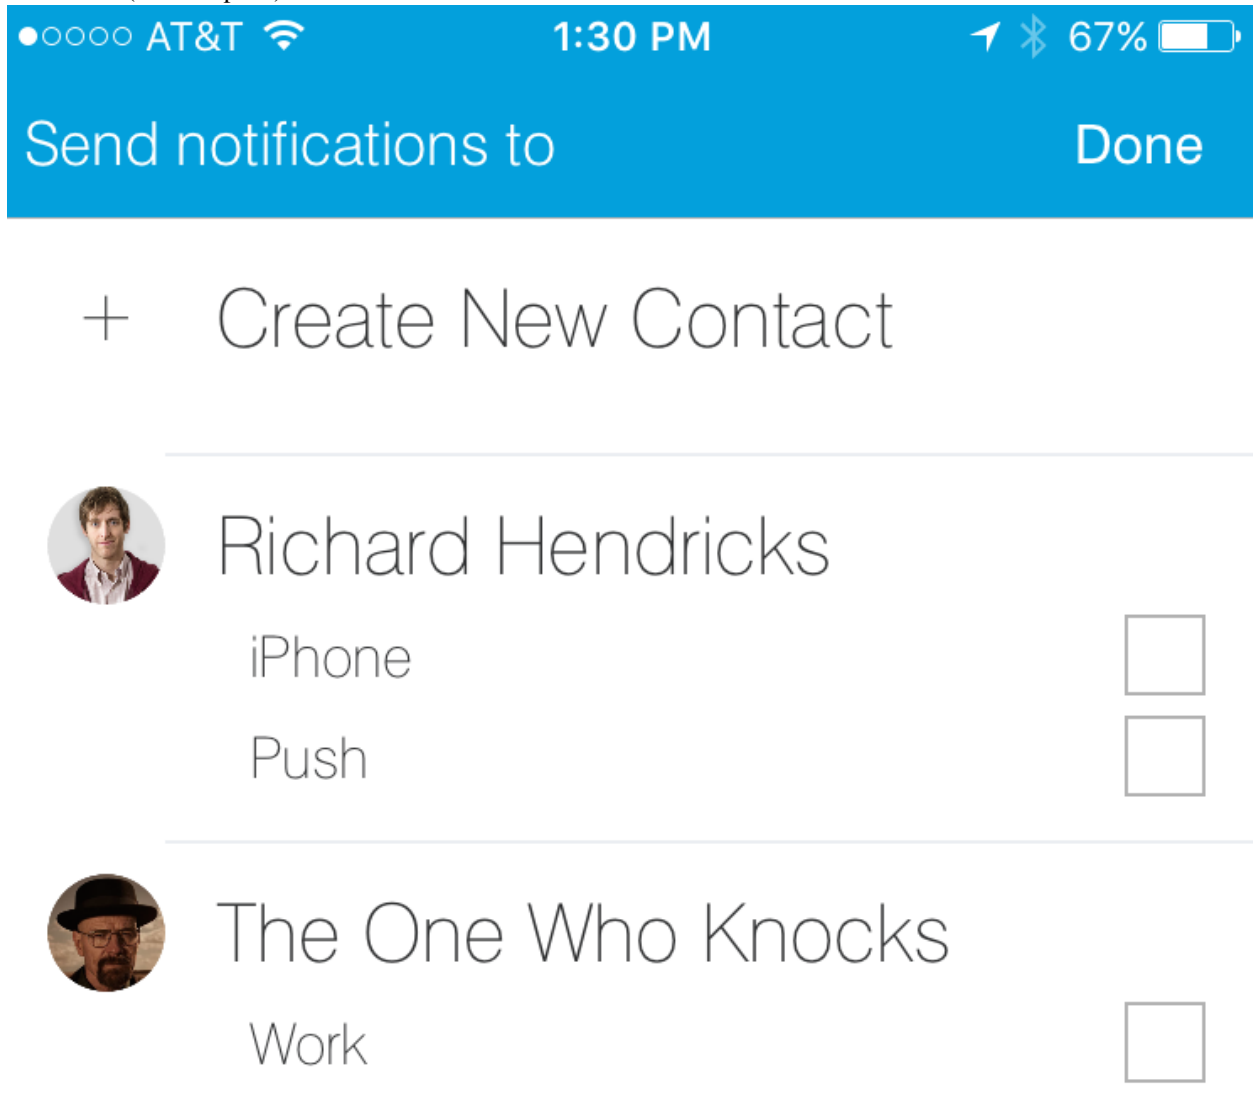 AT&T 1:30 PM 67%
Send notifications to Done
+ Create New Contact
Richard Hendricks
iPhone
Push
The One Who Knocks
Work